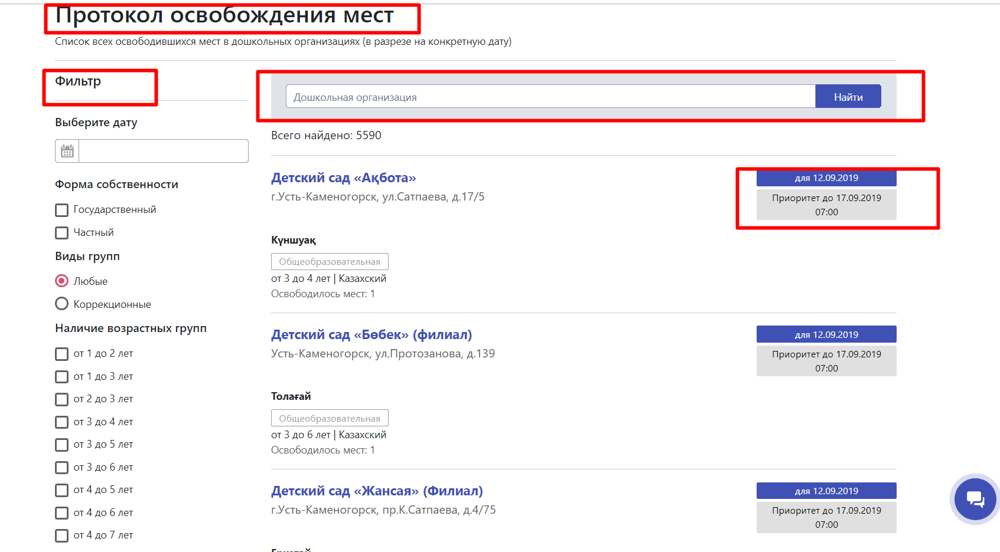 Протокол освобождения мест
Список всех освободившихся мест в дошкольных организациях (в разрезе на конкретную дату)
Фильтр
Выберите дату
Форма собственности
Государственный
Частный
Виды групп
Любые
Коррекционные
Наличие возрастных групп
от 1 до 2 лет
от 1 до 3 лет
от 2 до 3 лет
от 3 до 4 лет
от 3 до 5 лет
от 3 до 6 лет
от 4 до 5 лет
от 4 до 6 лет
от 4 до 7 лет
Дошкольная организация
Найти
Всего найдено: 5590
Детский сад «Ақбота»
г.Усть-Каменогорск, ул.Сатпаева, д.17/5
для 12.09.2019
Приоритет до 17.09.2019
07:00
Күншуақ
Общеобразовательная
от 3 до 4 лет | Казахский
Освободилось мест: 1
Детский сад «Бөбек» (филиал)
Усть-Каменогорск, ул.Протозанова, д.139
для 12.09.2019
Приоритет до 17.09.2019
07:00
Толағай
Общеобразовательная
от 3 до 6 лет | Казахский
Освободилось мест: 1
Детский сад «Жансая» (Филиал)
г.Усть-Каменогорск, пр.К.Сатпаева, д.4/75
для 12.09.2019
Приоритет до 17.09.2019
07:00